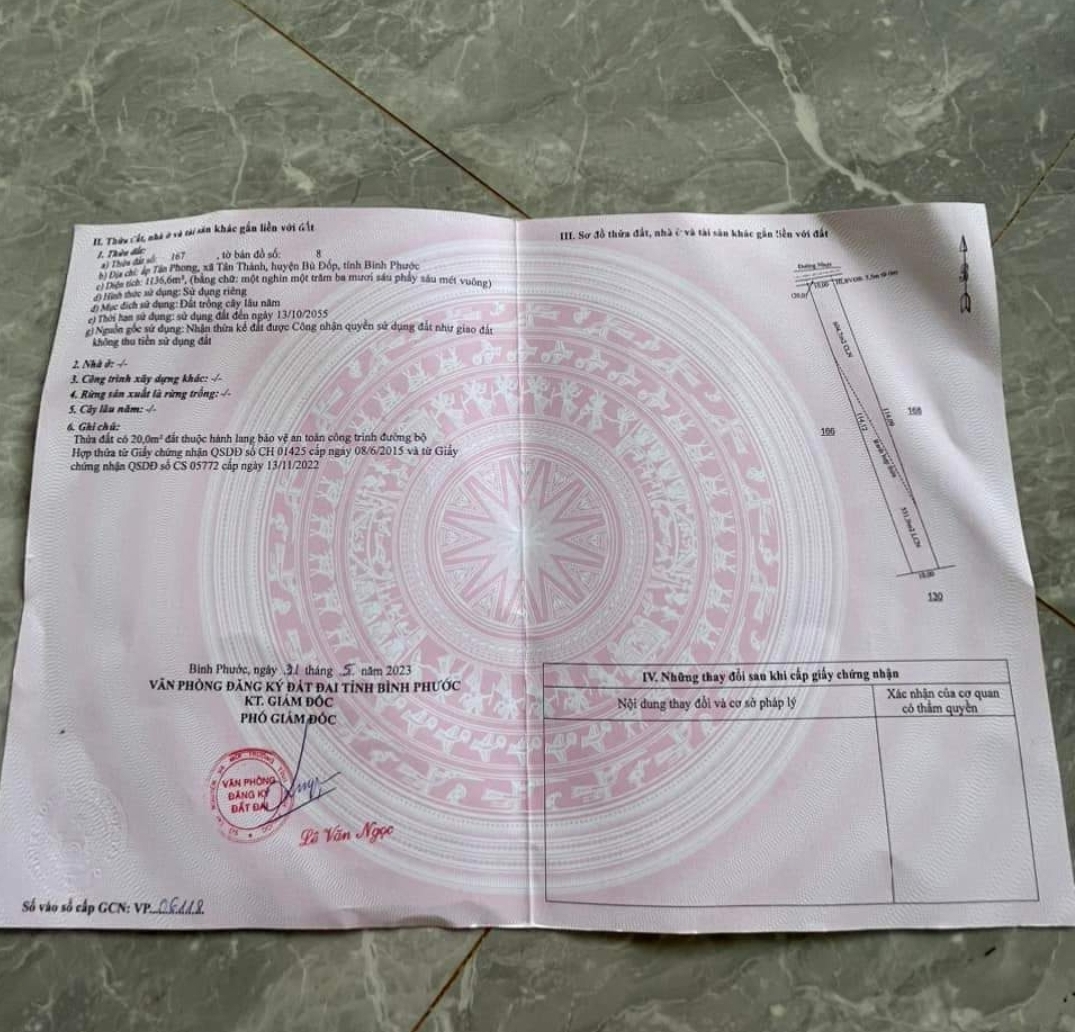 II. Thửa đất, nhà ở và tài sản khác gắn liền với đất
1. Thửa đất:
a) Thửa đất số: 167 , tờ bản đồ số: 8
b) Địa chỉ: ấp Tân Phong, xã Tân Thành, huyện Bù Đốp, tỉnh Bình Phước
c) Diện tích: 1136,6m², (bằng chữ: một nghìn một trăm ba mươi sáu phẩy sáu mét vuông)
d) Hình thức sử dụng: Sử dụng riêng
đ) Mục đích sử dụng: Đất trồng cây lâu năm
e) Thời hạn sử dụng: sử dụng đất đến ngày 13/10/2055
g) Nguồn gốc sử dụng: Nhận thừa kế đất được Công nhận quyền sử dụng đất như giao đất
không thu tiền sử dụng đất
2. Nhà ở: -/-
3. Công trình xây dựng khác: -/-
4. Rừng sản xuất là rừng trồng: -/-
5. Cây lâu năm: -/-
6. Ghi chú:
Thửa đất có 20,0m² đất thuộc hành lang bảo vệ an toàn công trình đường bộ
Hợp thửa từ Giấy chứng nhận QSDĐ số CH 01425 cấp ngày 08/6/2015 và từ Giấy
chứng nhận QSDĐ số CS 05772 cấp ngày 13/11/2022
Bình Phước, ngày 31 tháng 5 năm 2023
VĂN PHÒNG ĐĂNG KÝ ĐẤT ĐAI TỈNH BÌNH PHƯỚC
KT. GIÁM ĐỐC
PHÓ GIÁM ĐỐC
VĂN PHÒNG
ĐĂNG KÝ
ĐẤT ĐAI
Lê Văn Ngọc
Số vào sổ cấp GCN: VP 06118
III. Sơ đồ thửa đất, nhà ở và tài sản khác gắn liền với đất
Đường Nhựa
10.00
114.12
114.09
166
168
10.00
130
IV. Những thay đổi sau khi cấp giấy chứng nhận
Nội dung thay đổi và cơ sở pháp lý
Xác nhận của cơ quan
có thẩm quyền